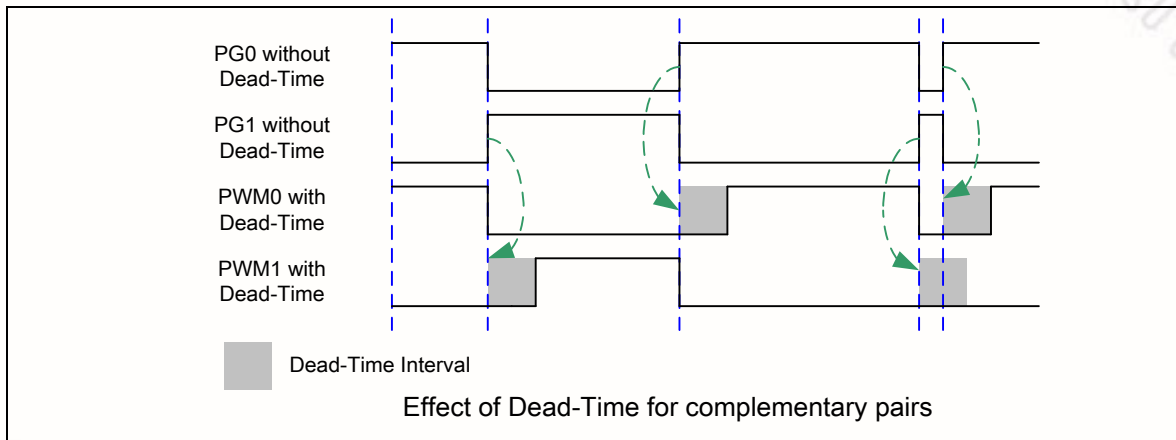 PG0 without
Dead-Time
PG1 without
Dead-Time
PWM0 with
Dead-Time
PWM1 with
Dead-Time
Dead-Time Interval
Effect of Dead-Time for complementary pairs